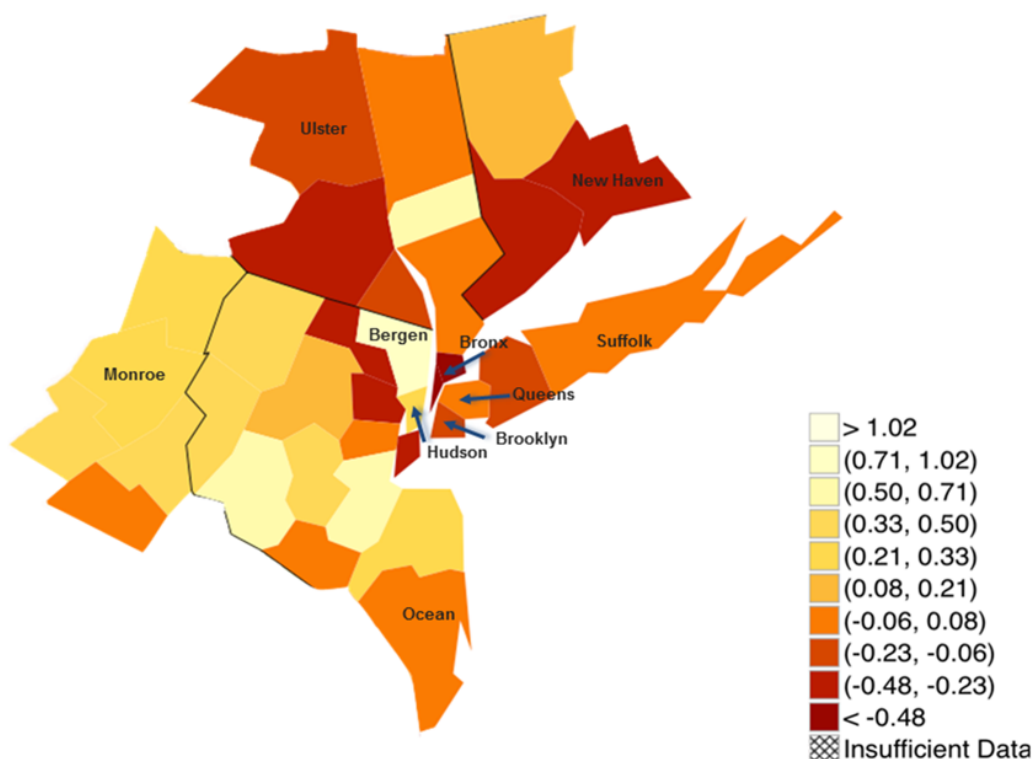 Ulster
New Haven
Bergen
Bronx
Suffolk
Monroe
Queens
Brooklyn
Hudson
Ocean
> 1.02
(0.71, 1.02)
(0.50, 0.71)
(0.33, 0.50)
(0.21, 0.33)
(0.08, 0.21)
(-0.06, 0.08)
(-0.23, -0.06)
(-0.48, -0.23)
< -0.48
Insufficient Data